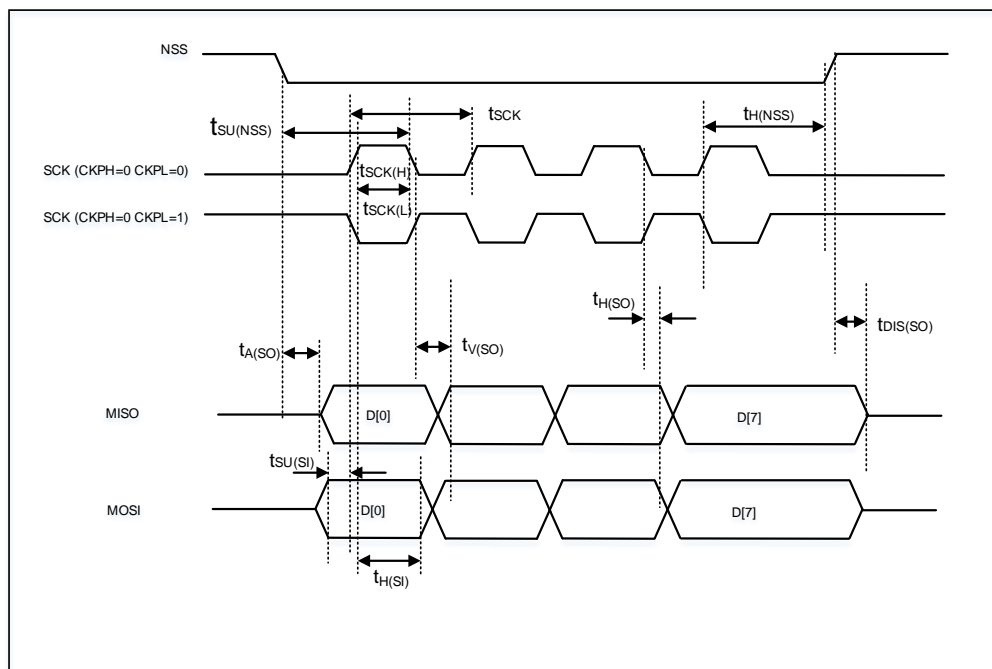 NSS
tSCK
tH(NSS)
tSU(NSS)
SCK (CKPH=0 CKPL=0)
tSCK(H)
tSCK(L)
SCK (CKPH=0 CKPL=1)
tH(SO)
tDIS(SO)
tV(SO)
tA(SO)
MISO
D[0]
D[7]
tSU(SI)
MOSI
D[0]
D[7]
tH(SI)